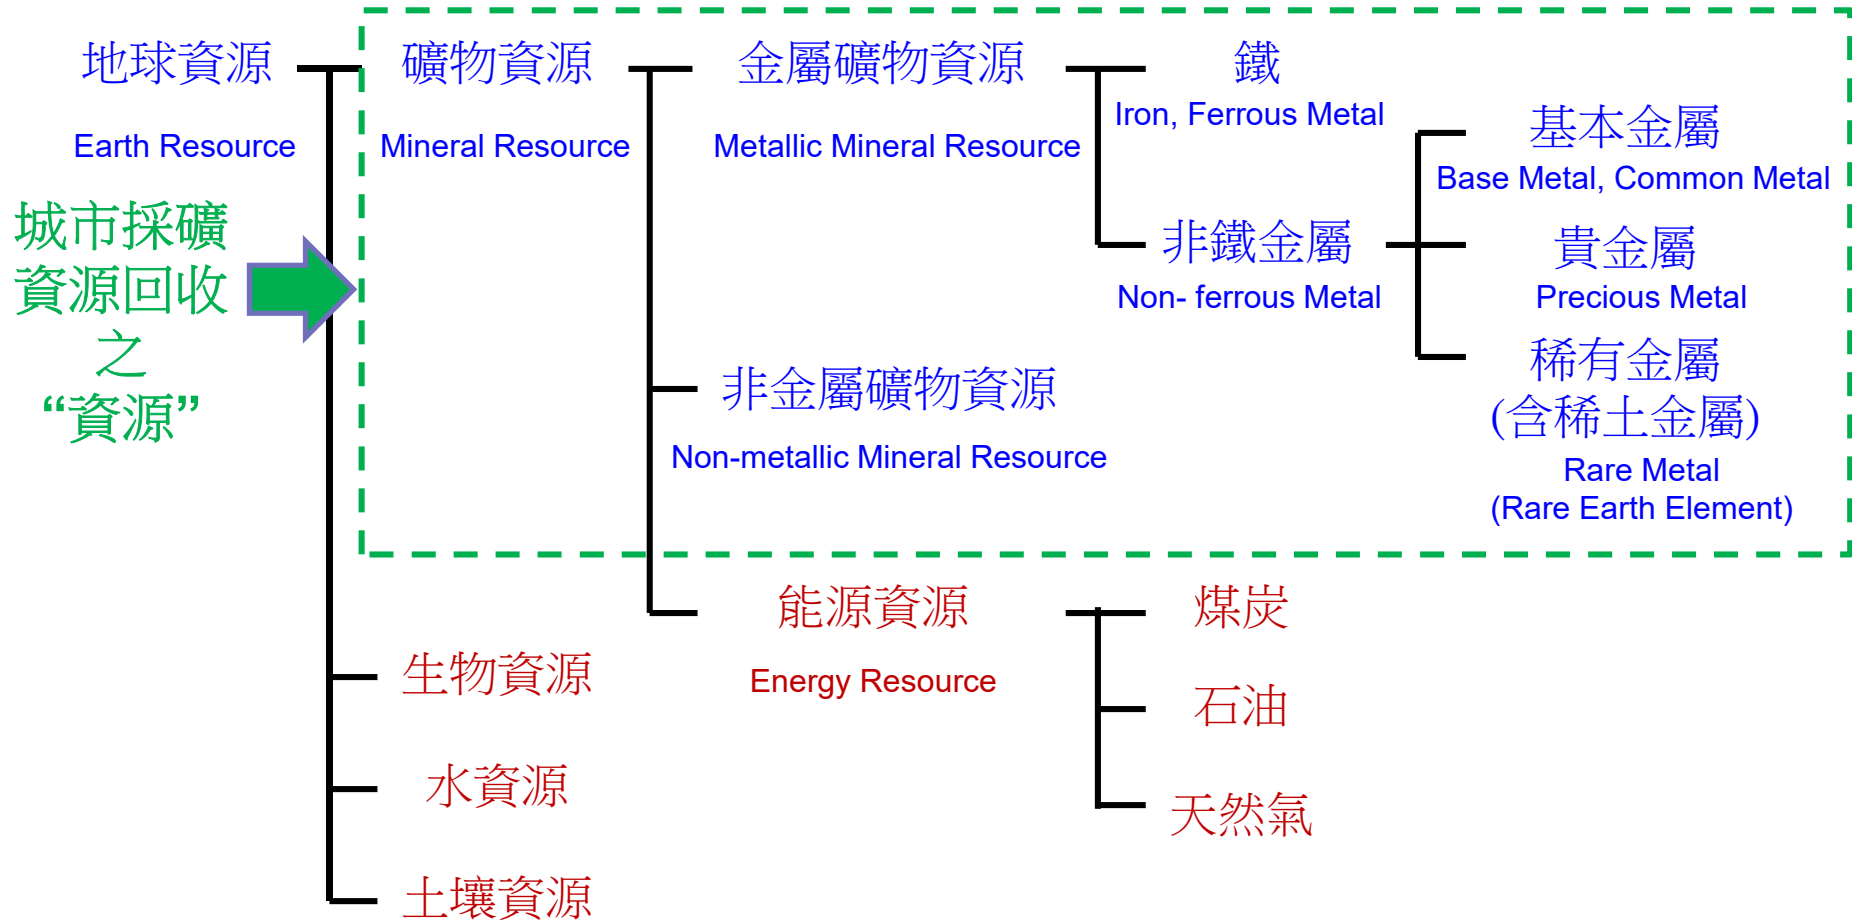 地球資源
Earth Resource
城市採礦
資源回收
之
“資源”
礦物資源
Mineral Resource
金屬礦物資源
Metallic Mineral Resource
鐵
Iron, Ferrous Metal
非鐵金屬
Non- ferrous Metal
基本金屬
Base Metal, Common Metal
貴金屬
Precious Metal
稀有金屬
(含稀土金屬)
Rare Metal
(Rare Earth Element)
非金屬礦物資源
Non-metallic Mineral Resource
能源資源
Energy Resource
煤炭
石油
天然氣
生物資源
水資源
土壤資源